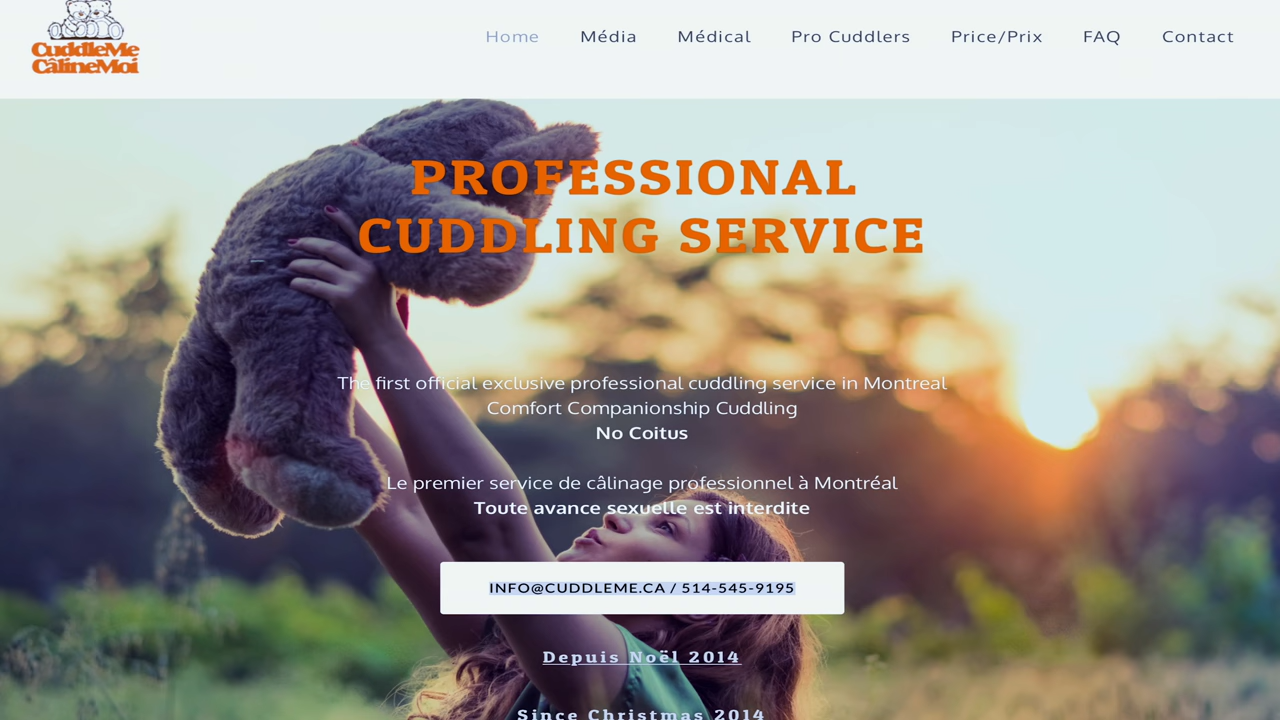 CuddleMe
CâlineMoi
Home Média Médical Pro Cuddlers Price/Prix FAQ Contact
PROFESSIONAL
CUDDLING SERVICE
The first official exclusive professional cuddling service in Montreal
Comfort Companionship Cuddling
No Coitus
Le premier service de câlinage professionnel à Montréal
Toute avance sexuelle est interdite
INFO@CUDDLEME.CA / 514-545-9195
Depuis Noël 2014
Since Christmas 2014